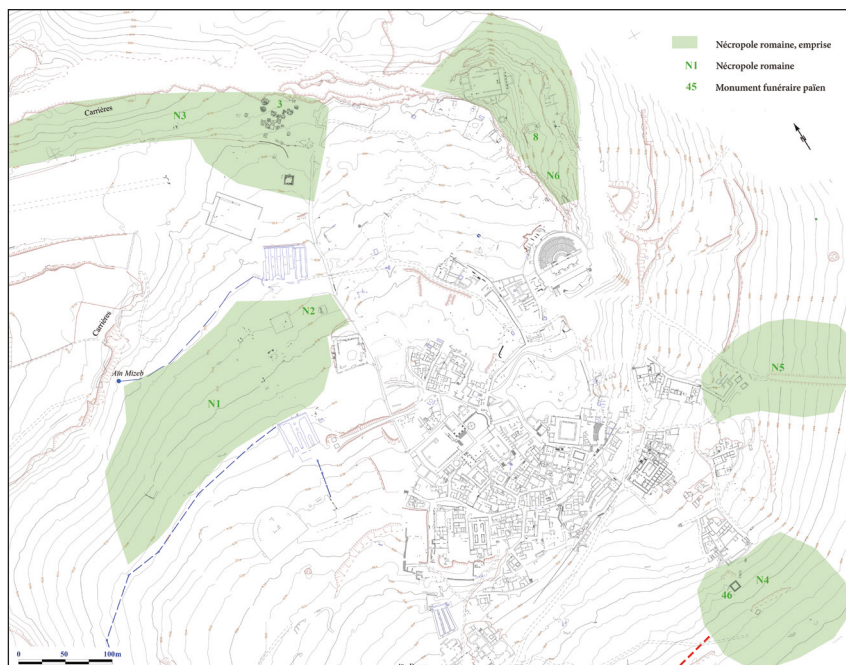 Nécropole romaine, emprise
N1 Nécropole romaine
45 Monument funéraire païen
Carrières
N3
3
8
N6
N2
Carrières
Aïn Mizeb
N1
N5
N4
46
0 50 100m